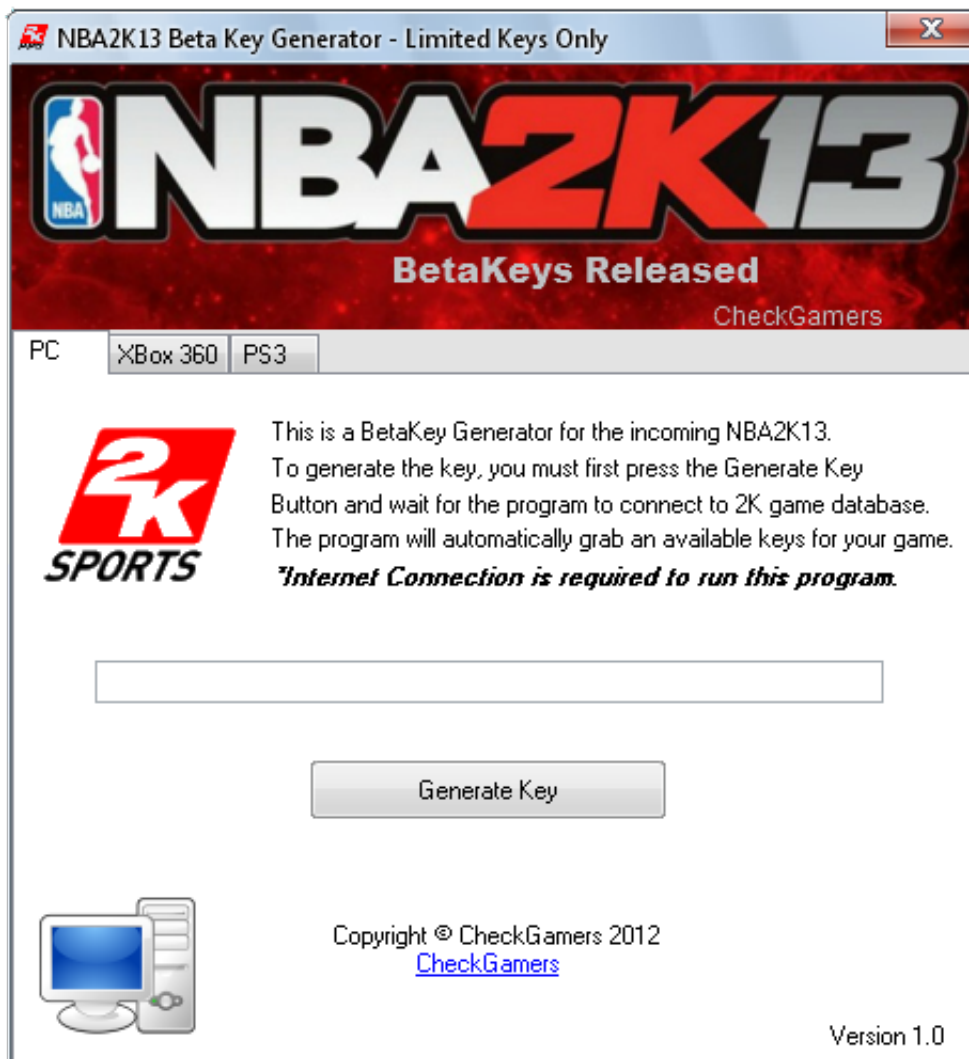 NBA2K13 Beta Key Generator - Limited Keys Only
NBA NBA2K13
BetaKeys Released
CheckGamers
PC XBox 360 PS3
2K
SPORTS
This is a BetaKey Generator for the incoming NBA2K13.
To generate the key, you must first press the Generate Key
Button and wait for the program to connect to 2K game database.
The program will automatically grab an available keys for your game.
*Internet Connection is required to run this program.
Generate Key
Copyright © CheckGamers 2012
CheckGamers
Version 1.0